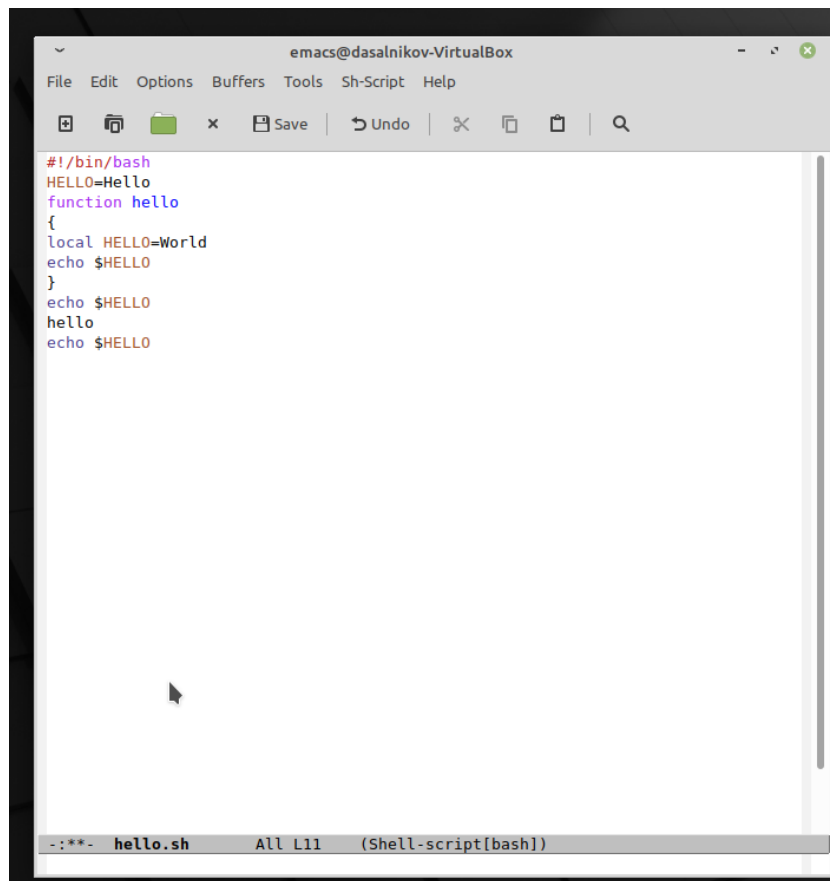 emacs@dasalnikov-VirtualBox
File Edit Options Buffers Tools Sh-Script Help
Save Undo
#!/bin/bash
HELLO=Hello
function hello
{
local HELLO=World
echo $HELLO
}
echo $HELLO
hello
echo $HELLO
-:**- hello.sh All L11 (Shell-script[bash])